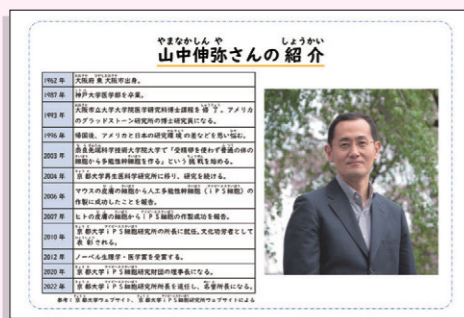 山中伸弥さんの紹介
1962年 大阪府東大阪市出身。
1987年 神戸大学医学部を卒業。
1993年 大阪市立大学大学院医学研究科博士課程を修了。アメリカ
のグラッドストーン研究所の博士研究員になる。
1996年 帰国後、アメリカと日本の研究環境の差などを思い悩む。
2003年 奈良先端科学技術大学院大学で「受精卵を使わず普通の体の
細胞から多能性幹細胞を作る」という挑戦を始める。
2004年 京都大学再生医科学研究所に移り、研究を続ける。
2006年 マウスの皮膚の細胞から人工多能性幹細胞(iPS細胞)の
作製に成功したことを報告。
2007年 ヒトの皮膚の細胞からiPS細胞の作製成功を報告。
2010年 京都大学iPS細胞研究所の所長に就任。文化功労者として
表彰される。
2012年 ノーベル生理学・医学賞を受賞する。
2020年 京都大学iPS細胞研究財団の理事長になる。
2022年 京都大学iPS細胞研究所所長を退任し、名誉所長になる。
参考:京都大学ウェブサイト、京都大学iPS細胞研究所ウェブサイトによる